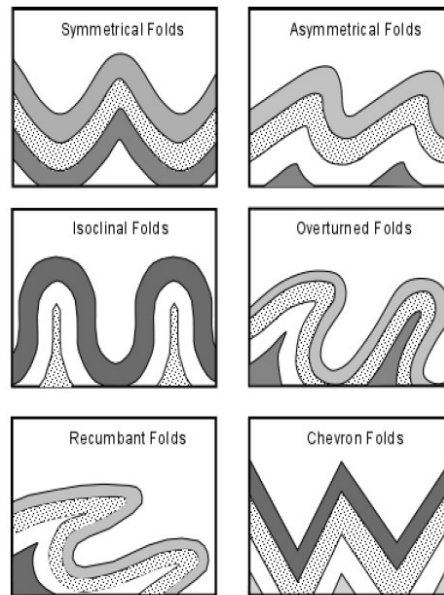 Symmetrical Folds
Asymmetrical Folds
Isoclinal Folds
Overturned Folds
Recumbant Folds
Chevron Folds